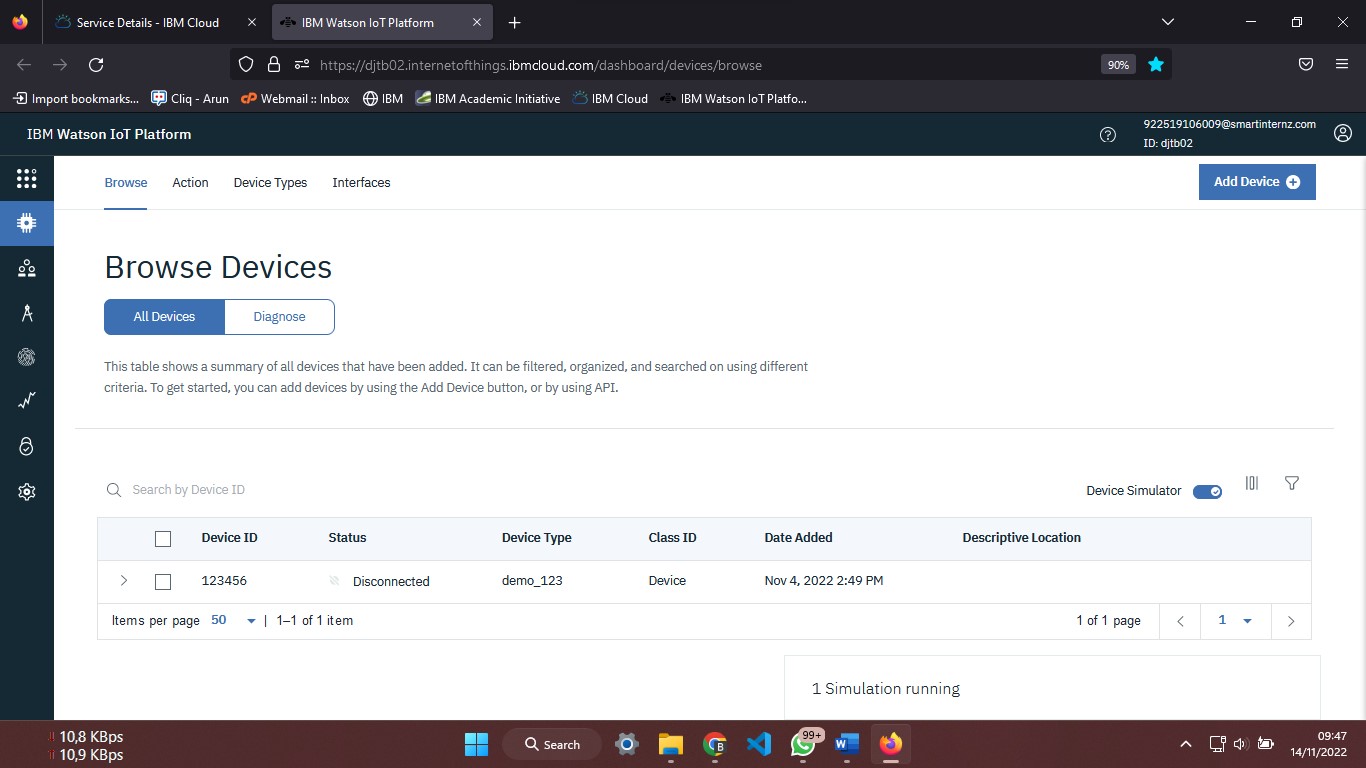 Service Details - IBM Cloud
IBM Watson IoT Platform
https://djtb02.internetofthings.ibmcloud.com/dashboard/devices/browse
90%
Import bookmarks...
Cliq - Arun
Webmail :: Inbox
IBM
IBM Academic Initiative
IBM Cloud
IBM Watson IoT Platfo...
IBM Watson IoT Platform
922519106009@smartinternz.com
ID: djtb02
Browse
Action
Device Types
Interfaces
Add Device
Browse Devices
All Devices
Diagnose
This table shows a summary of all devices that have been added. It can be filtered, organized, and searched on using different
criteria. To get started, you can add devices by using the Add Device button, or by using API.
Search by Device ID
Device Simulator
Device ID Status Device Type Class ID Date Added Descriptive Location
123456 Disconnected demo_123 Device Nov 4, 2022 2:49 PM
Items per page 50 | 1–1 of 1 item
1 of 1 page
1
1 Simulation running
10,8 KBps
10,9 KBps
Search
99+
09:47
14/11/2022